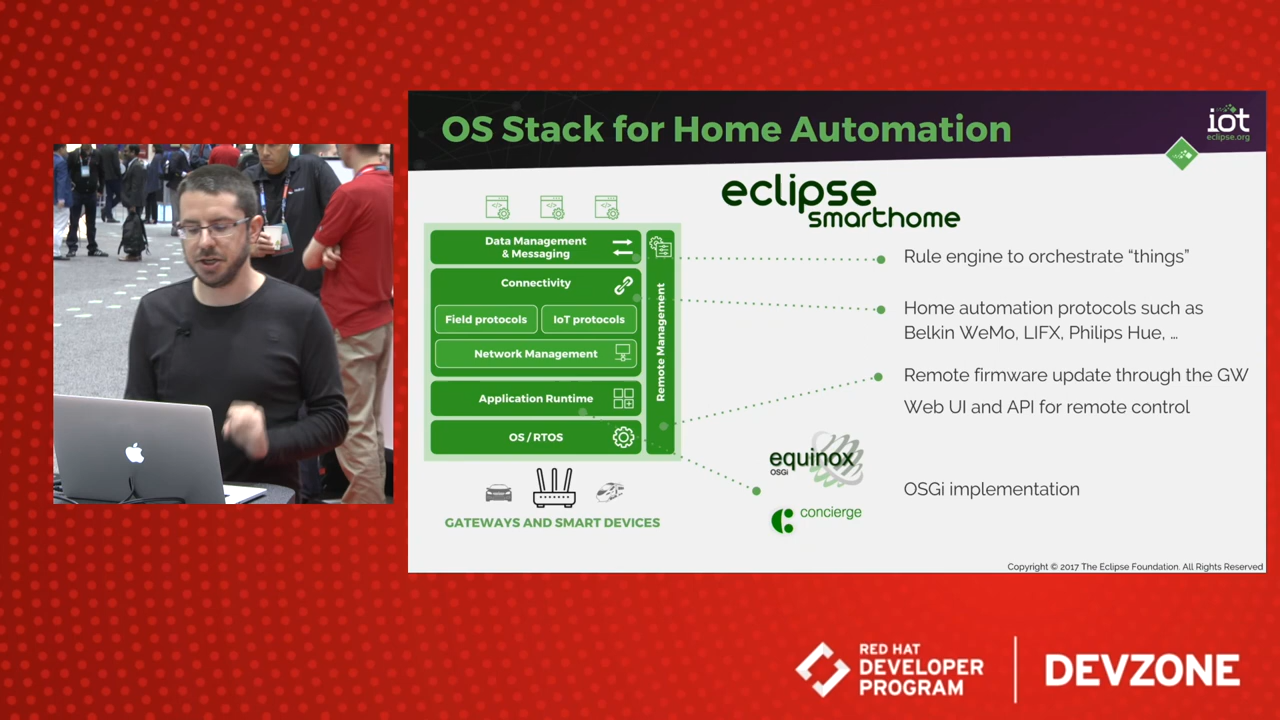 OS Stack for Home Automation
iot
eclipse.org
eclipse
smarthome
Data Management
& Messaging
Connectivity
Field protocols
IoT protocols
Network Management
Application Runtime
OS / RTOS
Remote Management
GATEWAYS AND SMART DEVICES
Rule engine to orchestrate “things”
Home automation protocols such as
Belkin WeMo, LIFX, Philips Hue, ...
Remote firmware update through the GW
Web UI and API for remote control
equinox
OSGi
concierge
OSGi implementation
Copyright © 2017 The Eclipse Foundation. All Rights Reserved
RED HAT
DEVELOPER
PROGRAM
DEVZONE